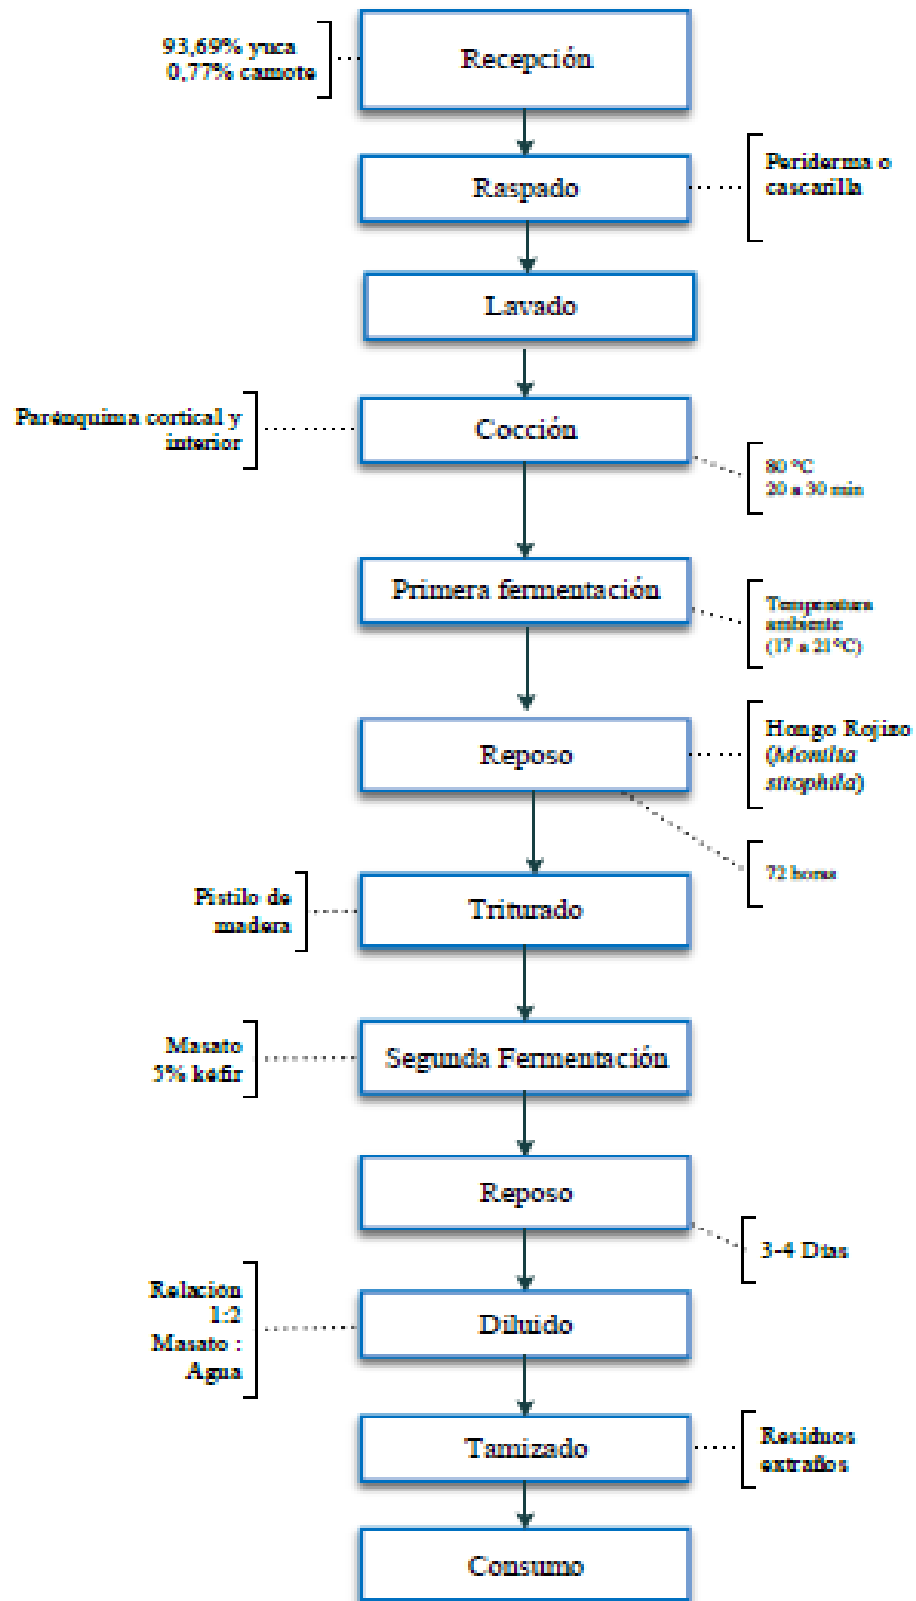 93,69% yuca
0,77% camote
Recepción
Raspado
Periderma o
cascarilla
Lavado
Parénquima cortical y
interior
Cocción
80 °C
20 a 30 min
Primera fermentación
Temperatura
ambiente
(17 a 21°C)
Reposo
Hongo Rojizo
(Monilia
sitophila)
72 horas
Pistilo de
madera
Triturado
Masato
5% kefir
Segunda Fermentación
Reposo
3-4 Días
Relación
1:2
Masato :
Agua
Diluido
Tamizado
Residuos
extraños
Consumo